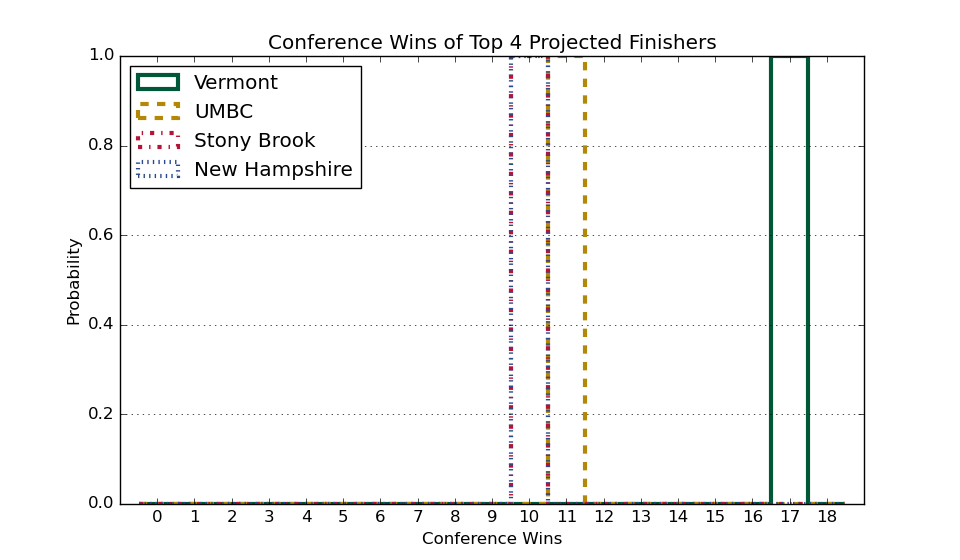 Conference Wins of Top 4 Projected Finishers
1.0
0.8
0.6
0.4
0.2
0.0
Probability
Vermont
UMBC
Stony Brook
New Hampshire
0 1 2 3 4 5 6 7 8 9 10 11 12 13 14 15 16 17 18
Conference Wins